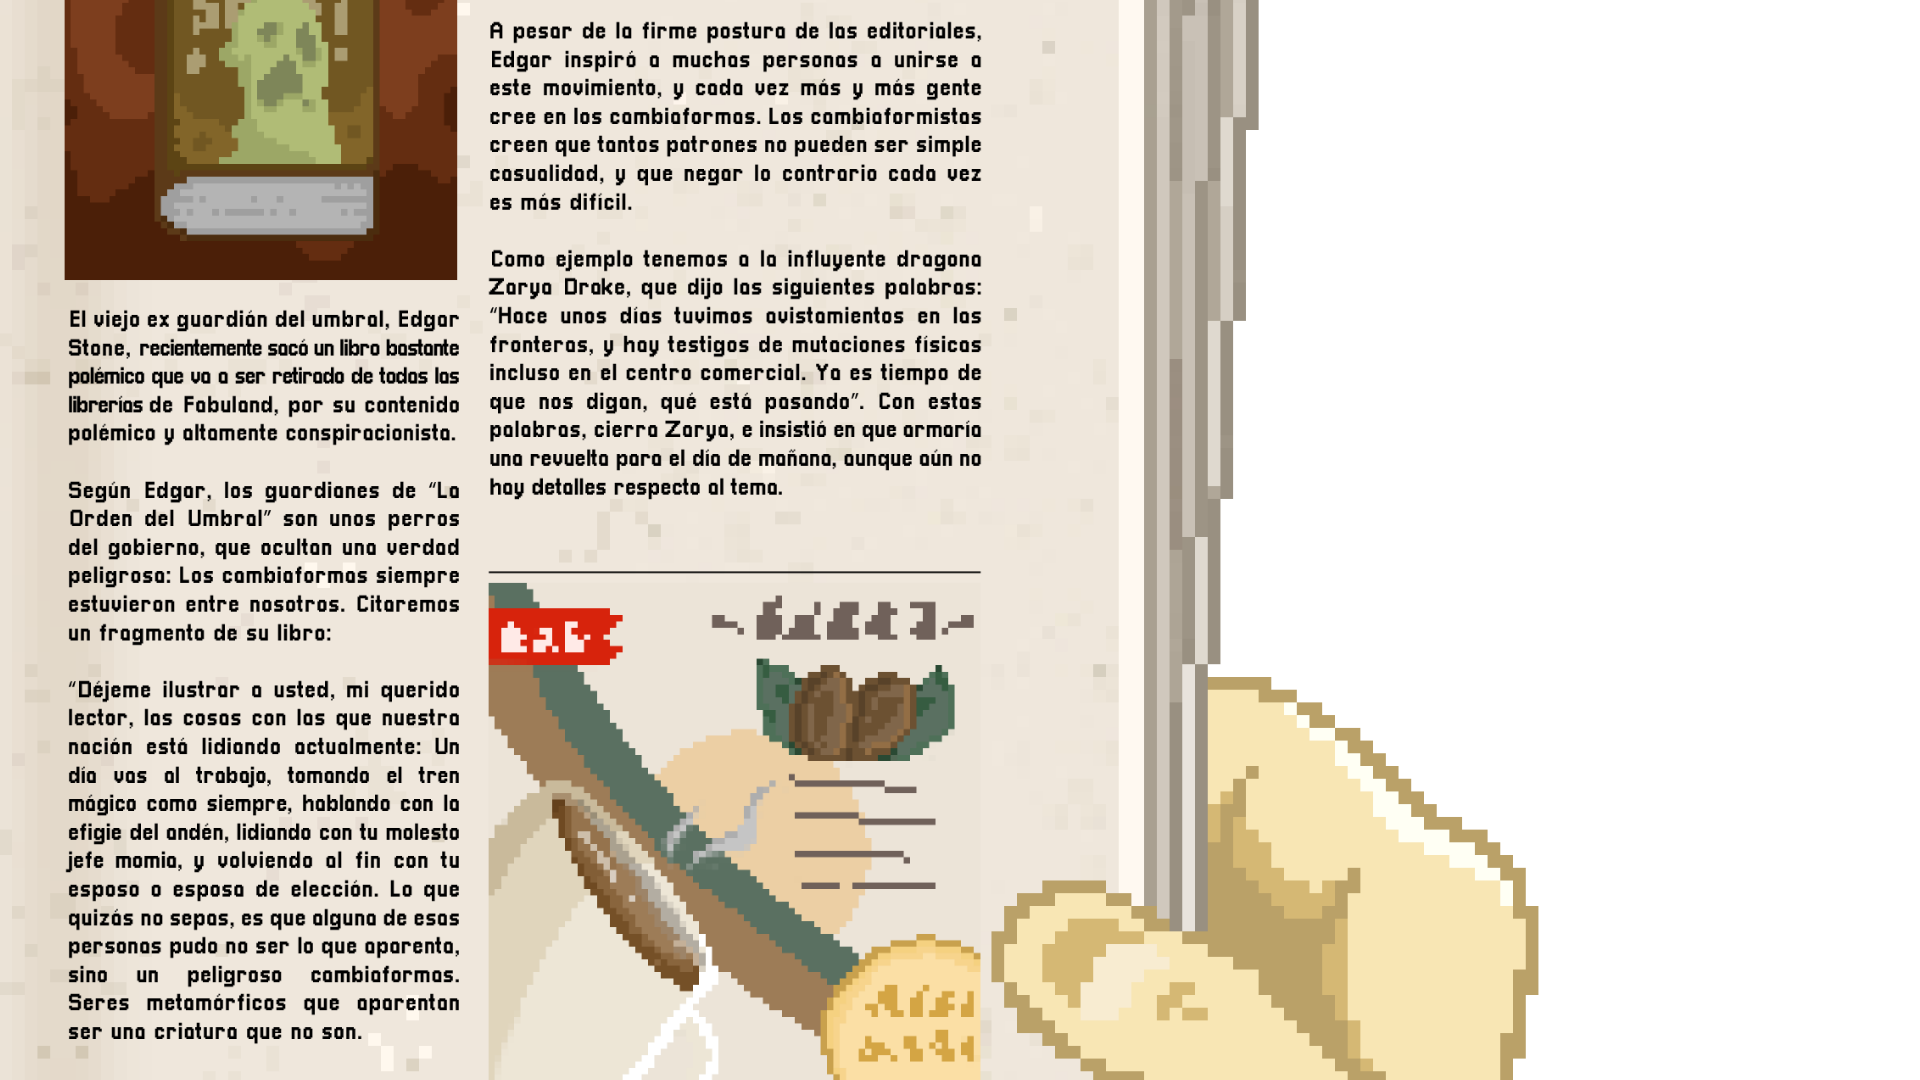 El viejo ex guardián del umbral, Edgar
Stone, recientemente sacó un libro bastante
polémico que va a ser retirado de todas las
librerías de Fabuland, por su contenido
polémico y altamente conspiracionista.
Según Edgar, los guardianes de “La
Orden del Umbral” son unos perros
del gobierno, que ocultan una verdad
peligrosa: Los cambiaformas siempre
estuvieron entre nosotros. Citaremos
un fragmento de su libro:
“Déjeme ilustrar a usted, mi querido
lector, las cosas con las que nuestra
nación está lidiando actualmente: Un
día vas al trabajo, tomando el tren
mágico como siempre, hablando con la
efigie del andén, lidiando con tu molesto
jefe momia, y volviendo al fin con tu
esposo o esposa de elección. Lo que
quizás no sepas, es que alguna de esas
personas pudo no ser lo que aparenta,
sino un peligroso cambiaformas.
Seres metamórficos que aparentan
ser una criatura que no son.
A pesar de la firme postura de las editoriales,
Edgar inspiró a muchas personas a unirse a
este movimiento, y cada vez más y más gente
cree en los cambiaformas. Los cambiaformistas
creen que tantos patrones no pueden ser simple
casualidad, y que negar lo contrario cada vez
es más difícil.
Como ejemplo tenemos a la influyente dragona
Zarya Drake, que dijo las siguientes palabras:
“Hace unos días tuvimos avistamientos en las
fronteras, y hay testigos de mutaciones físicas
incluso en el centro comercial. Ya es tiempo de
que nos digan, qué está pasando”. Con estas
palabras, cierra Zarya, e insistió en que armaría
una revuelta para el día de mañana, aunque aún no
hay detalles respecto al tema.